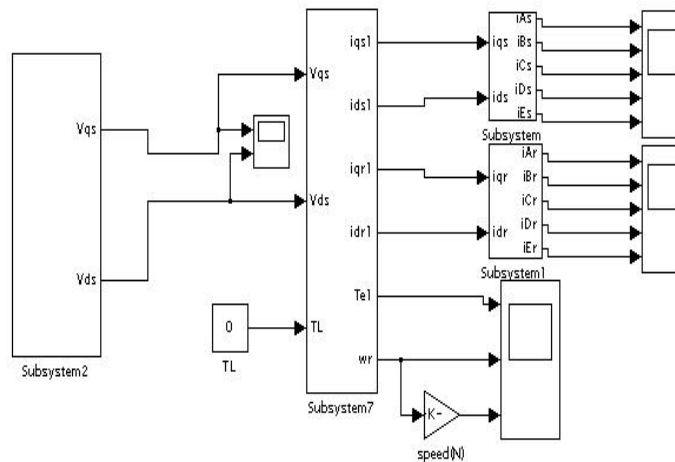 Vqs
Vds
Subsystem2
0
TL
Vqs
Vds
TL
iqs1
ids1
iqr1
idr1
Te1
wr
Subsystem7
iqs
ids
iAs
iBs
iCs
iDs
iEs
Subsystem
iqr
idr
iAr
iBr
iCr
iDr
iEr
Subsystem1
K-
speed(N)